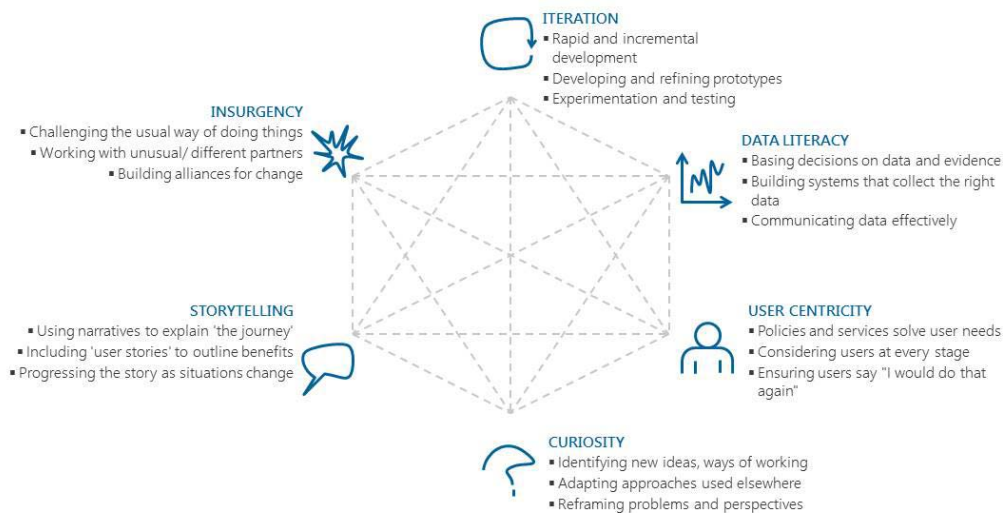 ITERATION
▪ Rapid and incremental
development
▪ Developing and refining prototypes
▪ Experimentation and testing
INSURGENCY
▪ Challenging the usual way of doing things
▪ Working with unusual/ different partners
▪ Building alliances for change
DATA LITERACY
▪ Basing decisions on data and evidence
▪ Building systems that collect the right
data
▪ Communicating data effectively
STORYTELLING
▪ Using narratives to explain 'the journey'
▪ Including 'user stories' to outline benefits
▪ Progressing the story as situations change
USER CENTRICITY
▪ Policies and services solve user needs
▪ Considering users at every stage
▪ Ensuring users say "I would do that
again"
CURIOSITY
▪ Identifying new ideas, ways of working
▪ Adapting approaches used elsewhere
▪ Reframing problems and perspectives